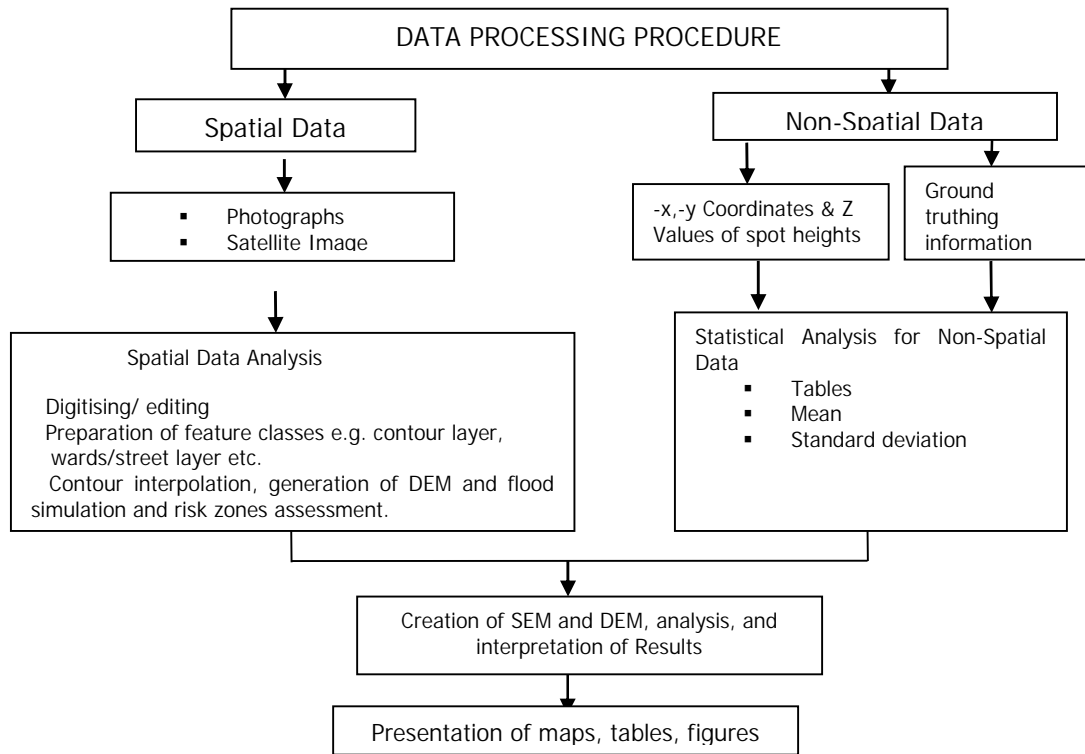 DATA PROCESSING PROCEDURE
Spatial Data
Non-Spatial Data
▪ Photographs
▪ Satellite Image
-x,-y Coordinates & Z
Values of spot heights
Ground
truthing
information
Spatial Data Analysis
Digitising/ editing
Preparation of feature classes e.g. contour layer,
wards/street layer etc.
Contour interpolation, generation of DEM and flood
simulation and risk zones assessment.
Statistical Analysis for Non-Spatial
Data
▪ Tables
▪ Mean
▪ Standard deviation
Creation of SEM and DEM, analysis, and
interpretation of Results
Presentation of maps, tables, figures